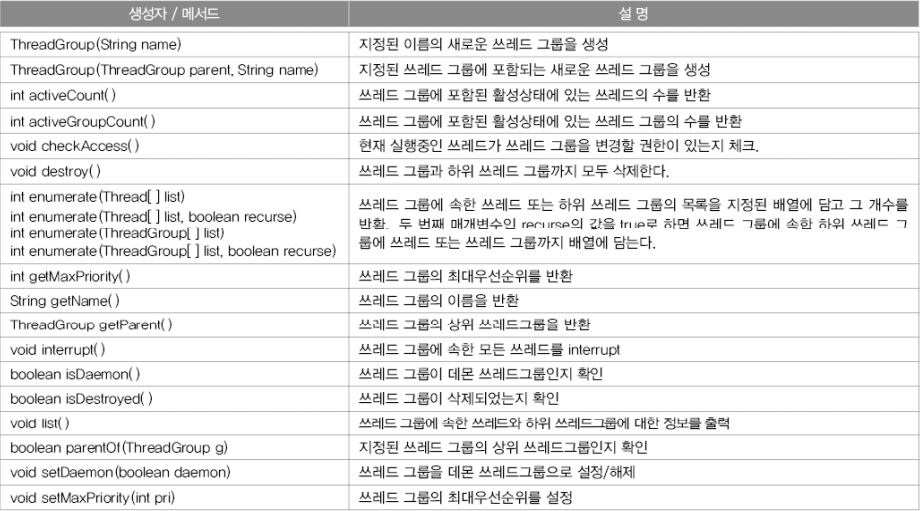 생성자 / 메서드 설 명
ThreadGroup(String name) 지정된 이름의 새로운 쓰레드 그룹을 생성
ThreadGroup(ThreadGroup parent, String name) 지정된 쓰레드 그룹에 포함되는 새로운 쓰레드 그룹을 생성
int activeCount( ) 쓰레드 그룹에 포함된 활성상태에 있는 쓰레드의 수를 반환
int activeGroupCount( ) 쓰레드 그룹에 포함된 활성상태에 있는 쓰레드 그룹의 수를 반환
void checkAccess( ) 현재 실행중인 쓰레드가 쓰레드 그룹을 변경할 권한이 있는지 체크.
void destroy( ) 쓰레드 그룹과 하위 쓰레드 그룹까지 모두 삭제한다.
int enumerate(Thread[ ] list)
int enumerate(Thread[ ] list, boolean recurse)
int enumerate(ThreadGroup[ ] list)
int enumerate(ThreadGroup[ ] list, boolean recurse)
쓰레드 그룹에 속한 쓰레드 또는 하위 쓰레드 그룹의 목록을 지정된 배열에 담고 그 개수를
반환. 두 번째 매개변수인 recurse의 값을 true로 하면 쓰레드 그룹에 속한 하위 쓰레드 그
룹에 쓰레드 또는 쓰레드 그룹까지 배열에 담는다.
int getMaxPriority( ) 쓰레드 그룹의 최대우선순위를 반환
String getName( ) 쓰레드 그룹의 이름을 반환
ThreadGroup getParent( ) 쓰레드 그룹의 상위 쓰레드그룹을 반환
void interrupt( ) 쓰레드 그룹에 속한 모든 쓰레드를 interrupt
boolean isDaemon( ) 쓰레드 그룹이 데몬 쓰레드그룹인지 확인
boolean isDestroyed( ) 쓰레드 그룹이 삭제되었는지 확인
void list( ) 쓰레드 그룹에 속한 쓰레드와 하위 쓰레드그룹에 대한 정보를 출력
boolean parentOf(ThreadGroup g) 지정된 쓰레드 그룹의 상위 쓰레드그룹인지 확인
void setDaemon(boolean daemon) 쓰레드 그룹을 데몬 쓰레드그룹으로 설정/해제
void setMaxPriority(int pri) 쓰레드 그룹의 최대우선순위를 설정